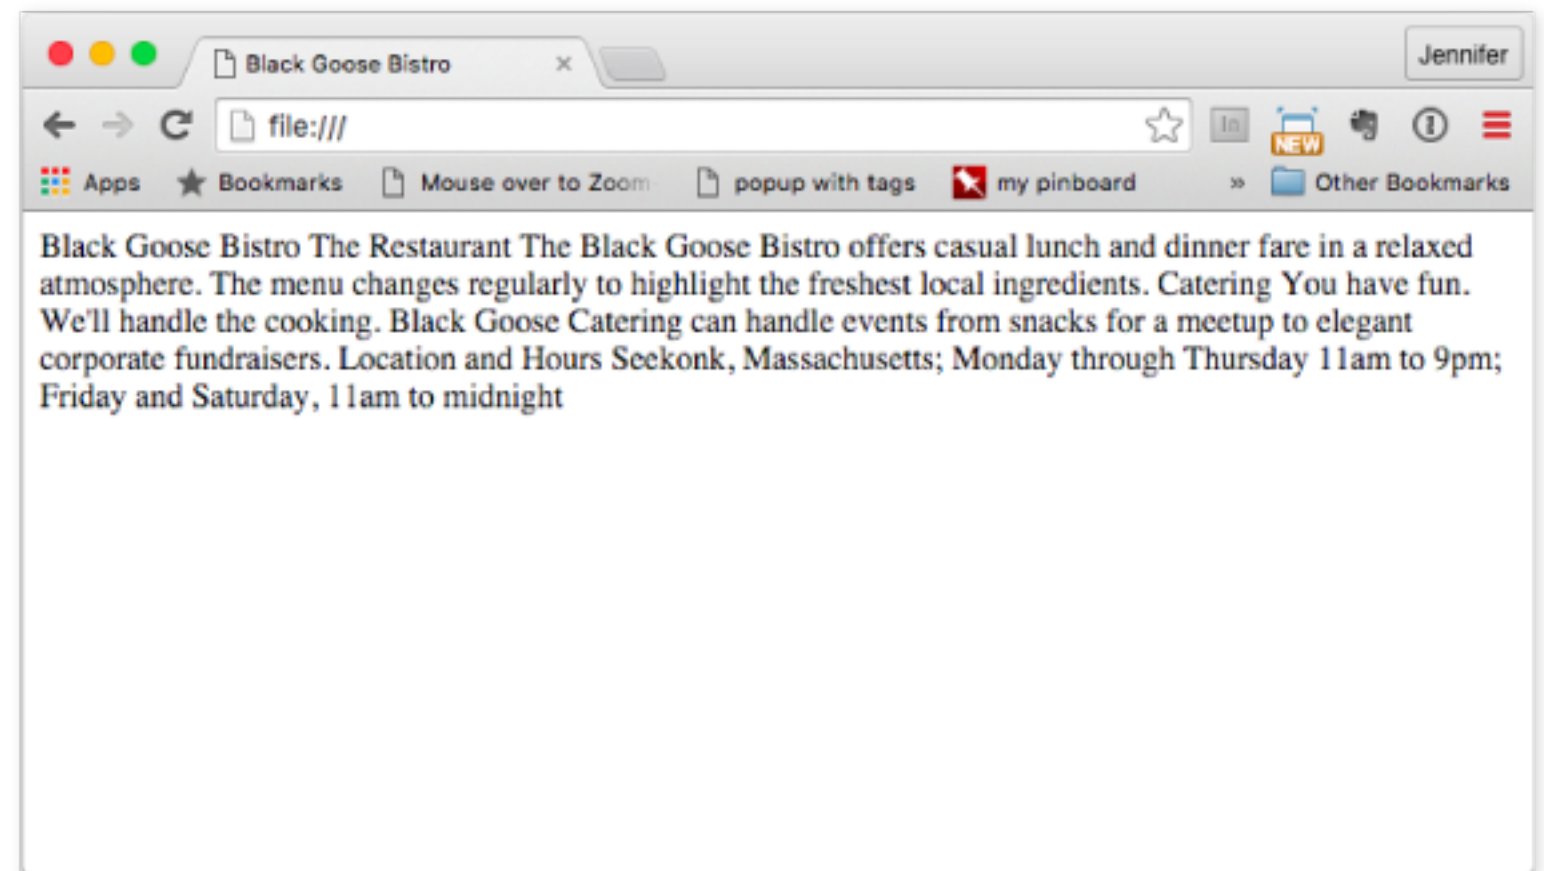 Black Goose Bistro
Jennifer
file:///
In
NEW
Apps Bookmarks Mouse over to Zoom popup with tags my pinboard » Other Bookmarks
Black Goose Bistro The Restaurant The Black Goose Bistro offers casual lunch and dinner fare in a relaxed
atmosphere. The menu changes regularly to highlight the freshest local ingredients. Catering You have fun.
We'll handle the cooking. Black Goose Catering can handle events from snacks for a meetup to elegant
corporate fundraisers. Location and Hours Seekonk, Massachusetts; Monday through Thursday 11am to 9pm;
Friday and Saturday, 11am to midnight